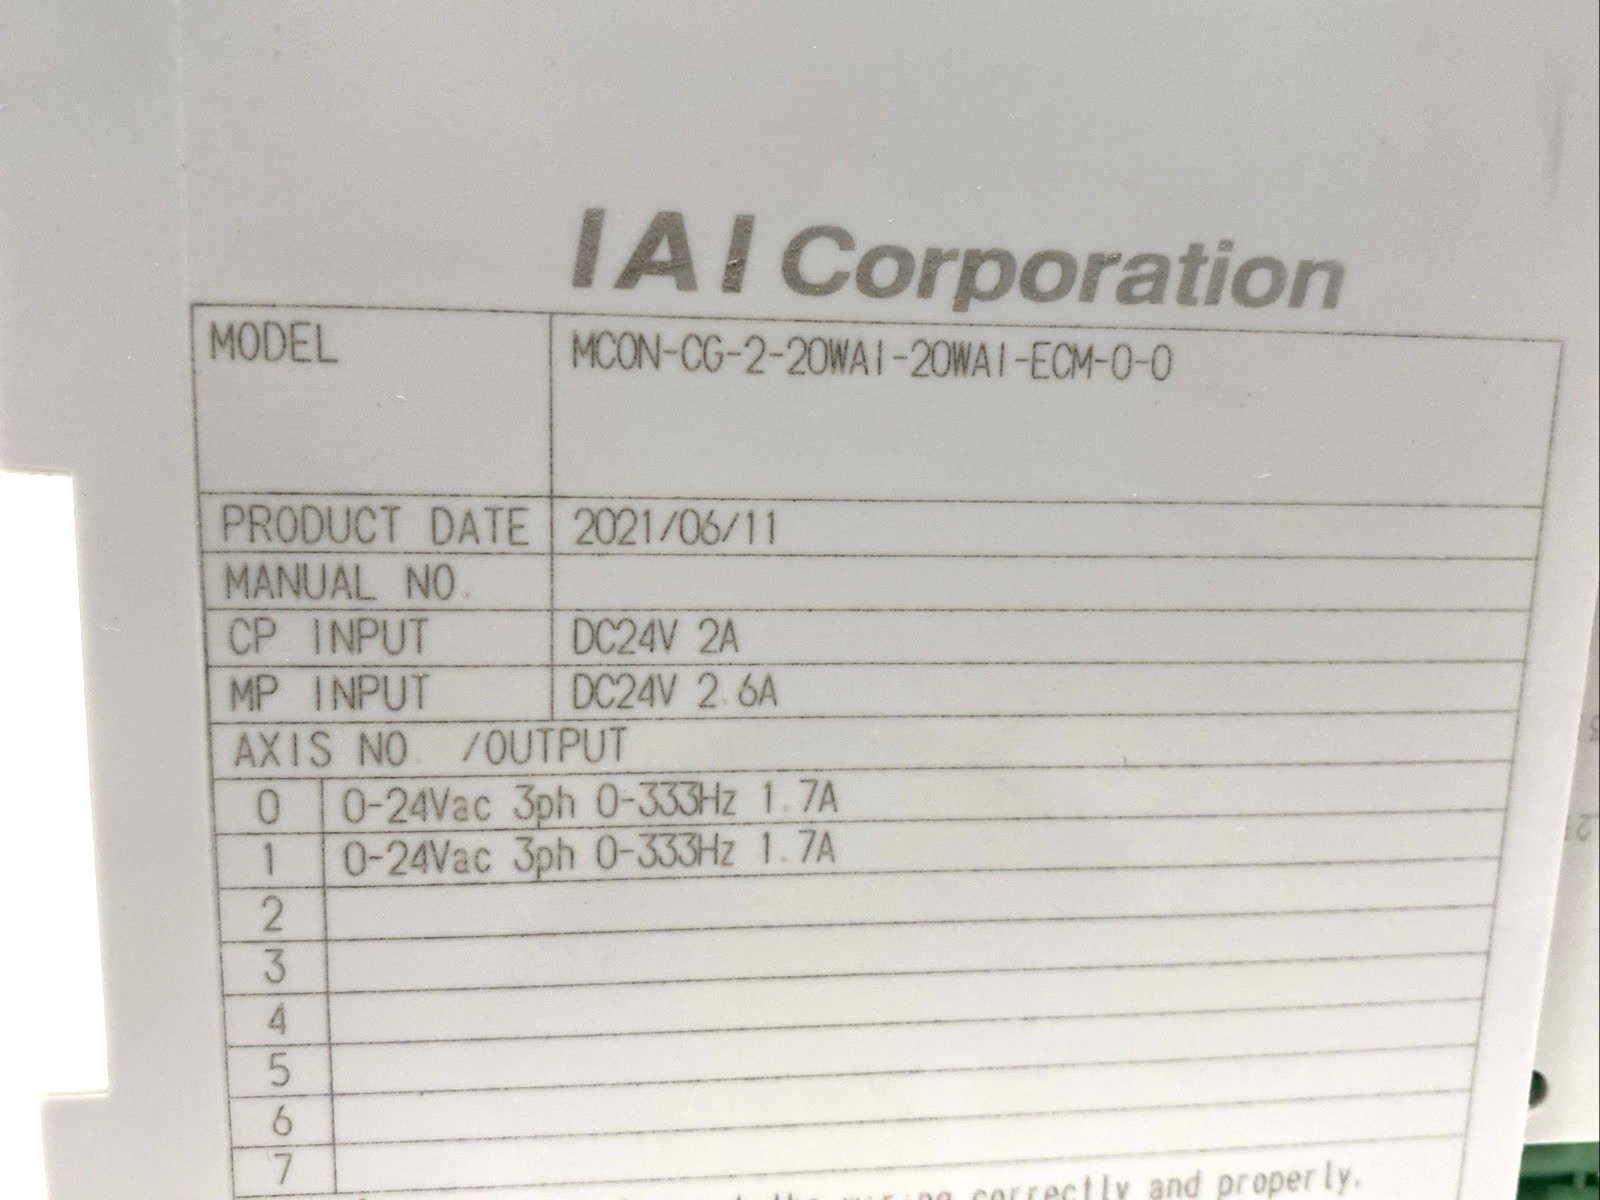 IAI Corporation
MODEL MCON-CG-2-20WAI-20WAI-ECM-0-0
PRODUCT DATE 2021/06/11
MANUAL NO.
CP INPUT DC24V 2A
MP INPUT DC24V 2.6A
AXIS NO. /OUTPUT
0 0-24Vac 3ph 0-333Hz 1.7A
1 0-24Vac 3ph 0-333Hz 1.7A
2
3
4
5
6
7
the wiring correctly and properly.